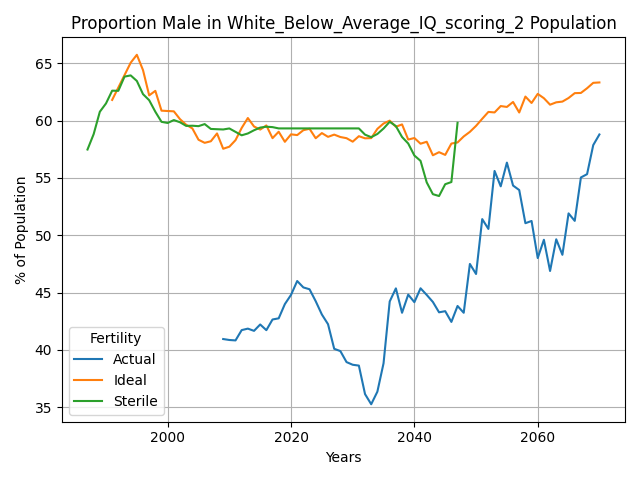 Proportion Male in White_Below_Average_IQ_scoring_2 Population
% of Population
65
60
55
50
45
40
35
Fertility
Actual
Ideal
Sterile
2000
2020
2040
2060
Years